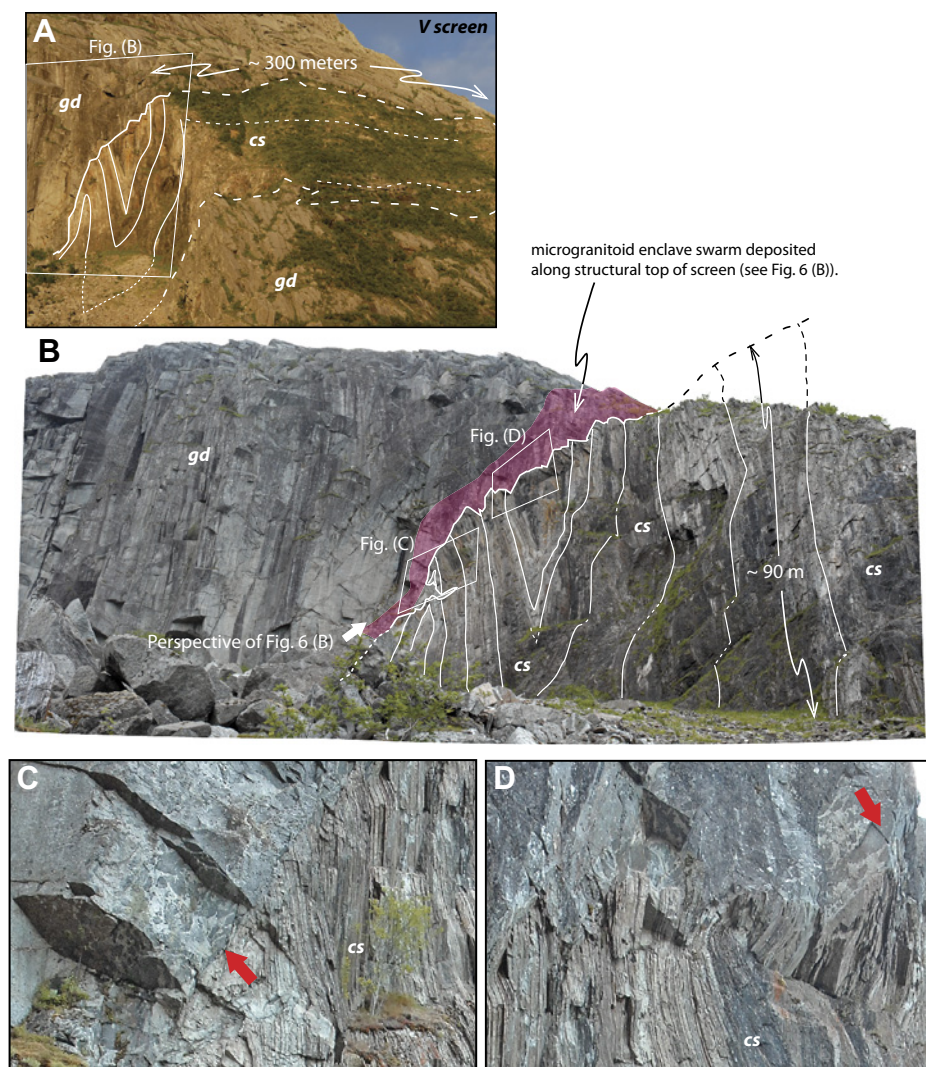 A
V screen
Fig. (B)
~ 300 meters
gd
cs
gd
microgranitoid enclave swarm deposited
along structural top of screen (see Fig. 6 (B)).
B
Fig. (D)
gd
Fig. (C)
cs
~ 90 m
cs
Perspective of Fig. 6 (B)
cs
C
cs
D
cs